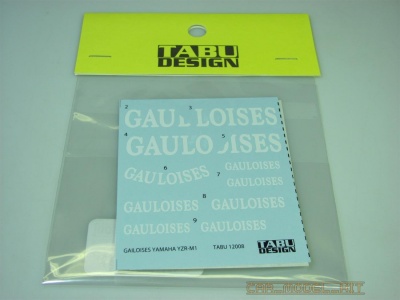 TABU
DESIGN
2
3
GAULOISES
4
5
GAULOISES
6
GAULOISES
GAULOISES
7
GAULOISES
8
GAULOISES
GAULOISES
9
GAULOISES
GAULOISES
GAILOISES YAMAHA YZR-M1
TABU 12008
TABU
DESIGN